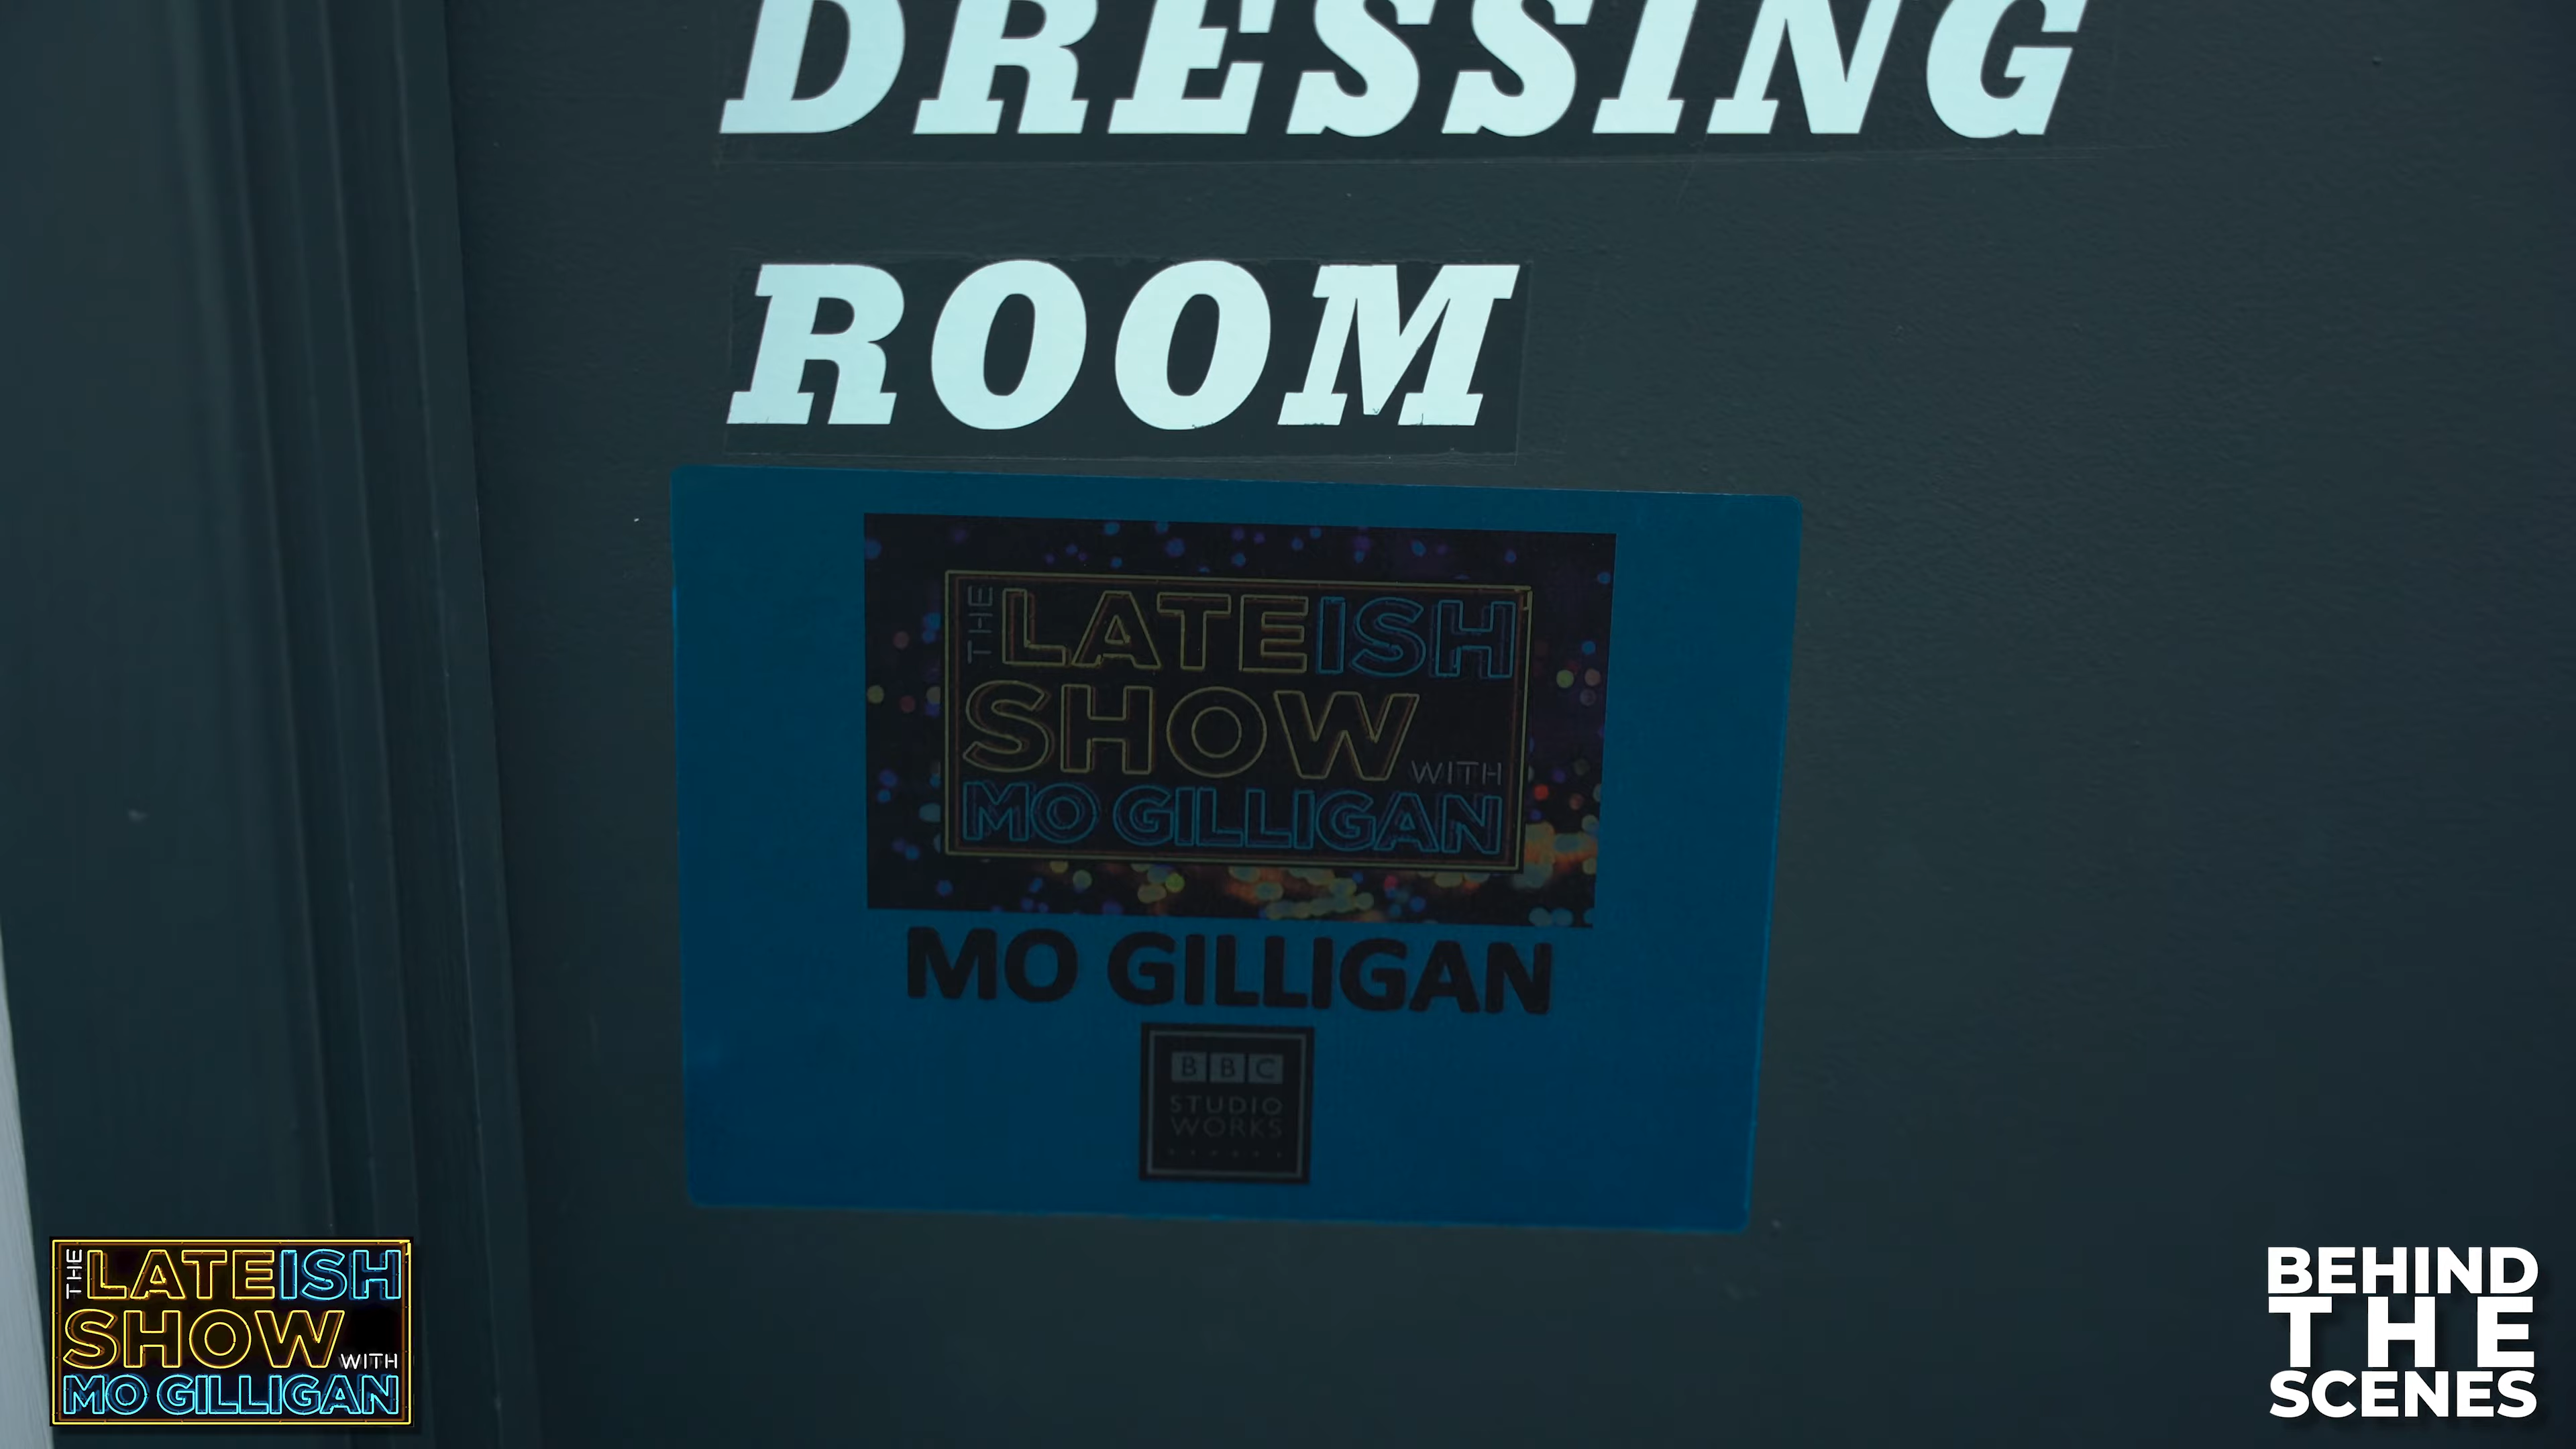 DRESSING
ROOM
THE LATEISH
SHOW WITH
MO GILLIGAN
MO GILLIGAN
BBC
STUDIO
WORKS
THE LATEISH
SHOW WITH
MO GILLIGAN
BEHIND
THE
SCENES